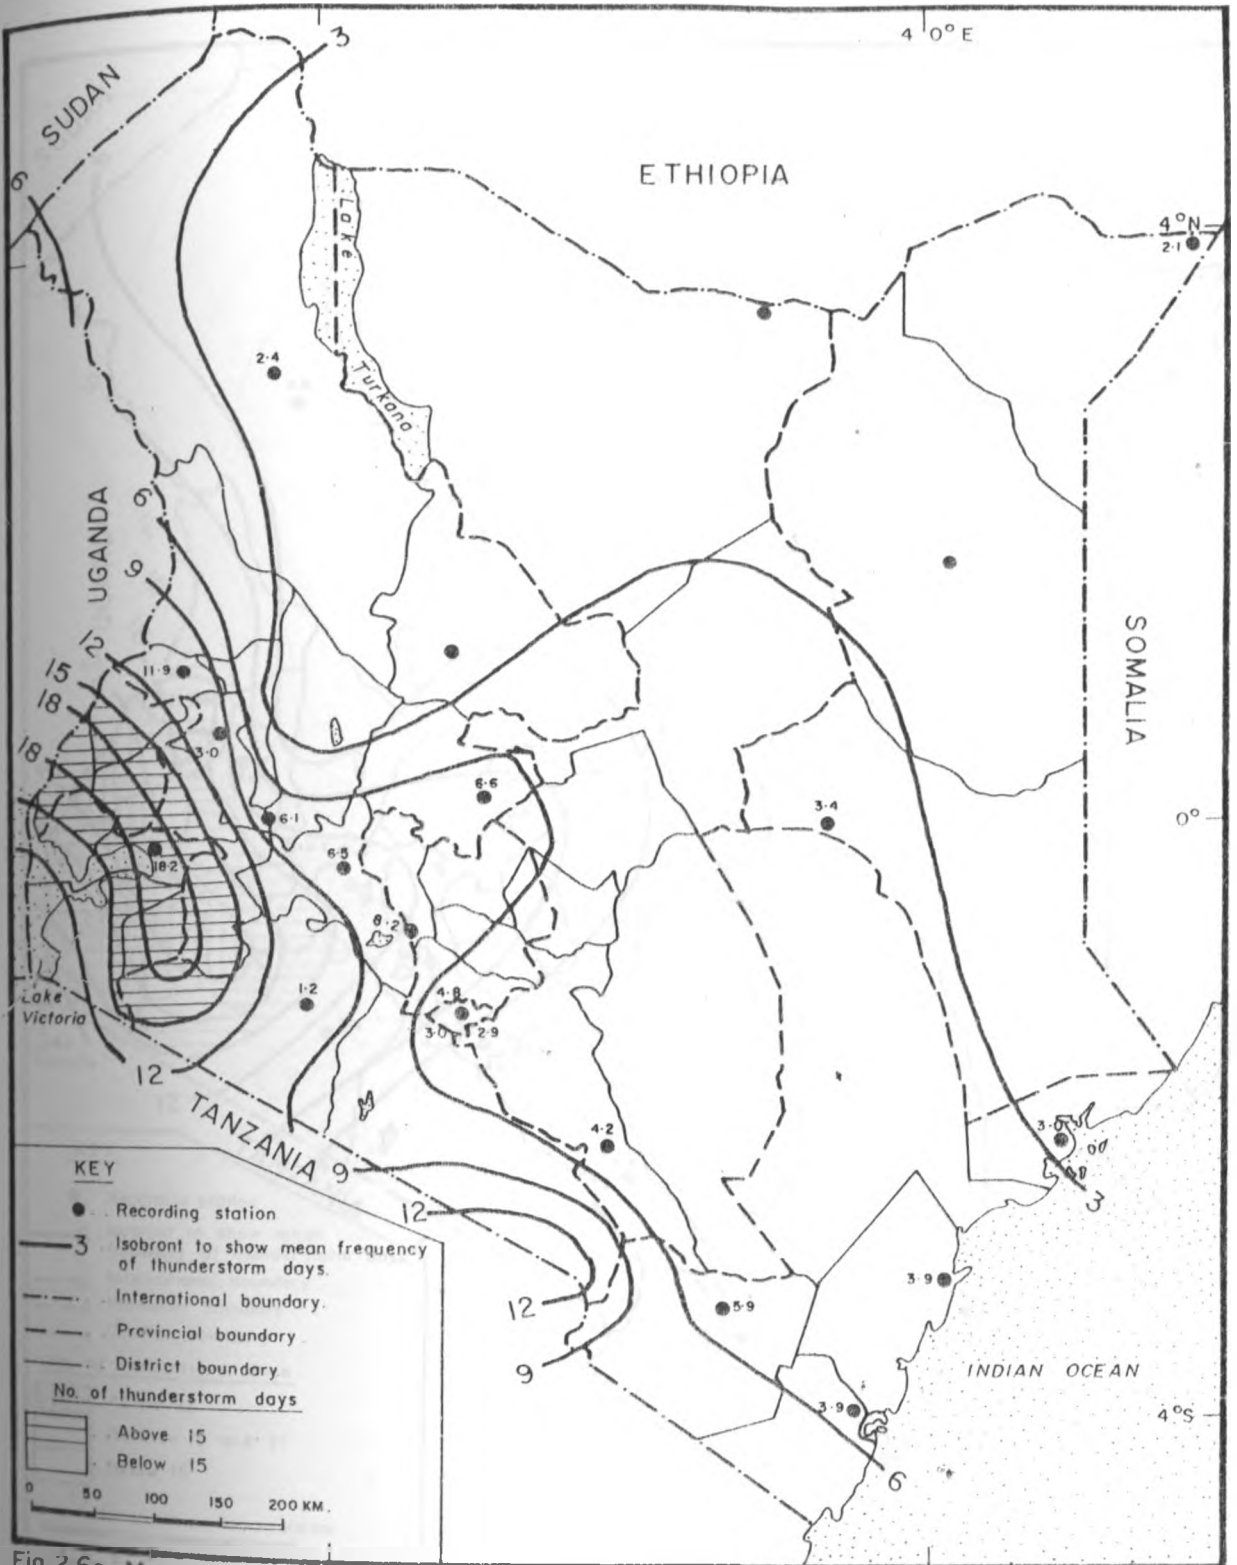 3
4 0° E
SUDAN
ETHIOPIA
6
4°N
2·1
Lake
Turkana
2·4
UGANDA
6
9
SOMALIA
12
15
11·9
18
3·0
18
6·6
6·1
3·4
0°
18·2
6·5
8·2
Lake
Victoria
1·2
4·8
3·0
2·9
12
TANZANIA
4·2
3·0
3
9
12
3·9
12
5·9
9
INDIAN OCEAN
3·9
4°S
6
KEY
Recording station
3 Isobront to show mean frequency
of thunderstorm days.
International boundary.
Provincial boundary
District boundary
No. of thunderstorm days
Above 15
Below 15
0 50 100 150 200 KM.